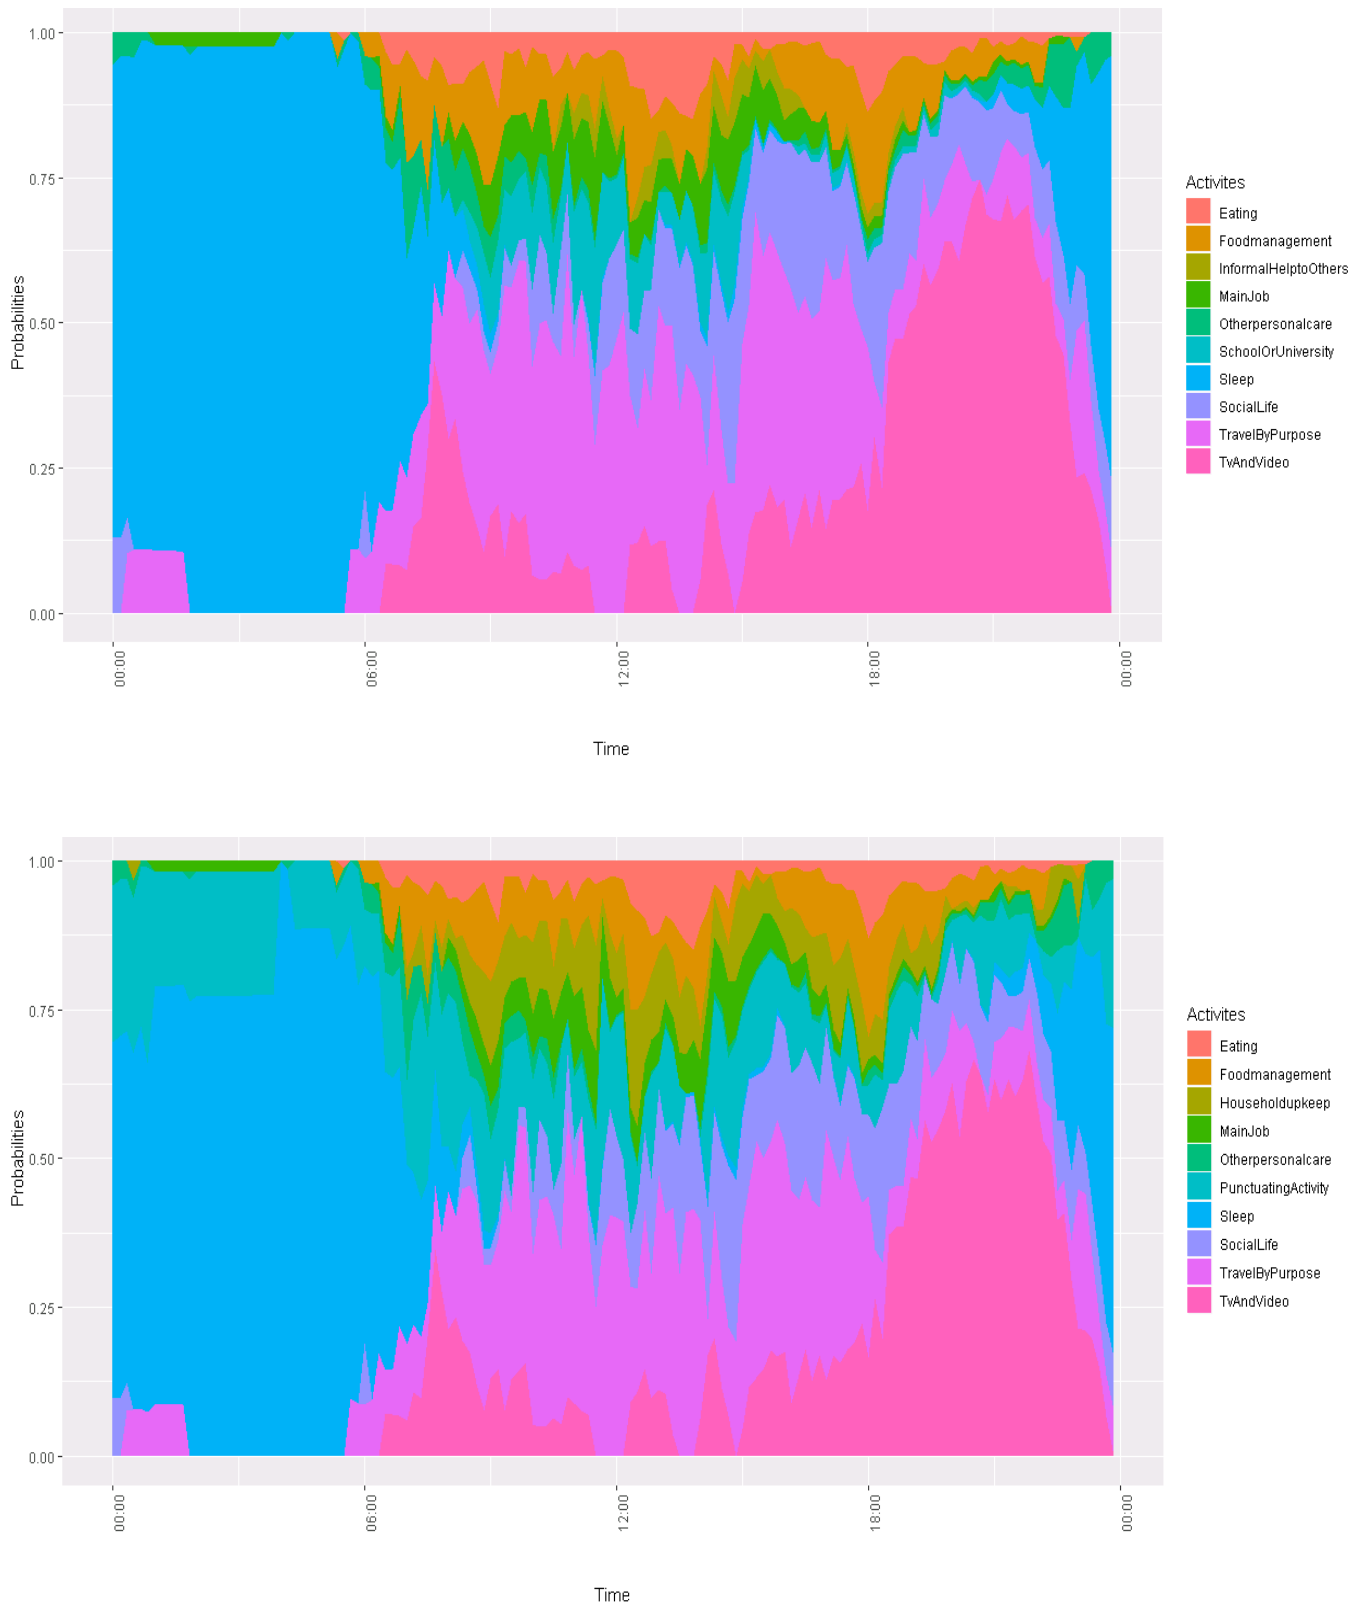 1.00
0.75
0.50
0.25
0.00
Probabilities
00:00
06:00
12:00
18:00
00:00
Time
Activites
Eating
Foodmanagement
InformalHelptoOthers
MainJob
Otherpersonalcare
SchoolOrUniversity
Sleep
SocialLife
TravelByPurpose
TvAndVideo
1.00
0.75
0.50
0.25
0.00
Probabilities
00:00
06:00
12:00
18:00
00:00
Time
Activites
Eating
Foodmanagement
Householdupkeep
MainJob
Otherpersonalcare
PunctuatingActivity
Sleep
SocialLife
TravelByPurpose
TvAndVideo